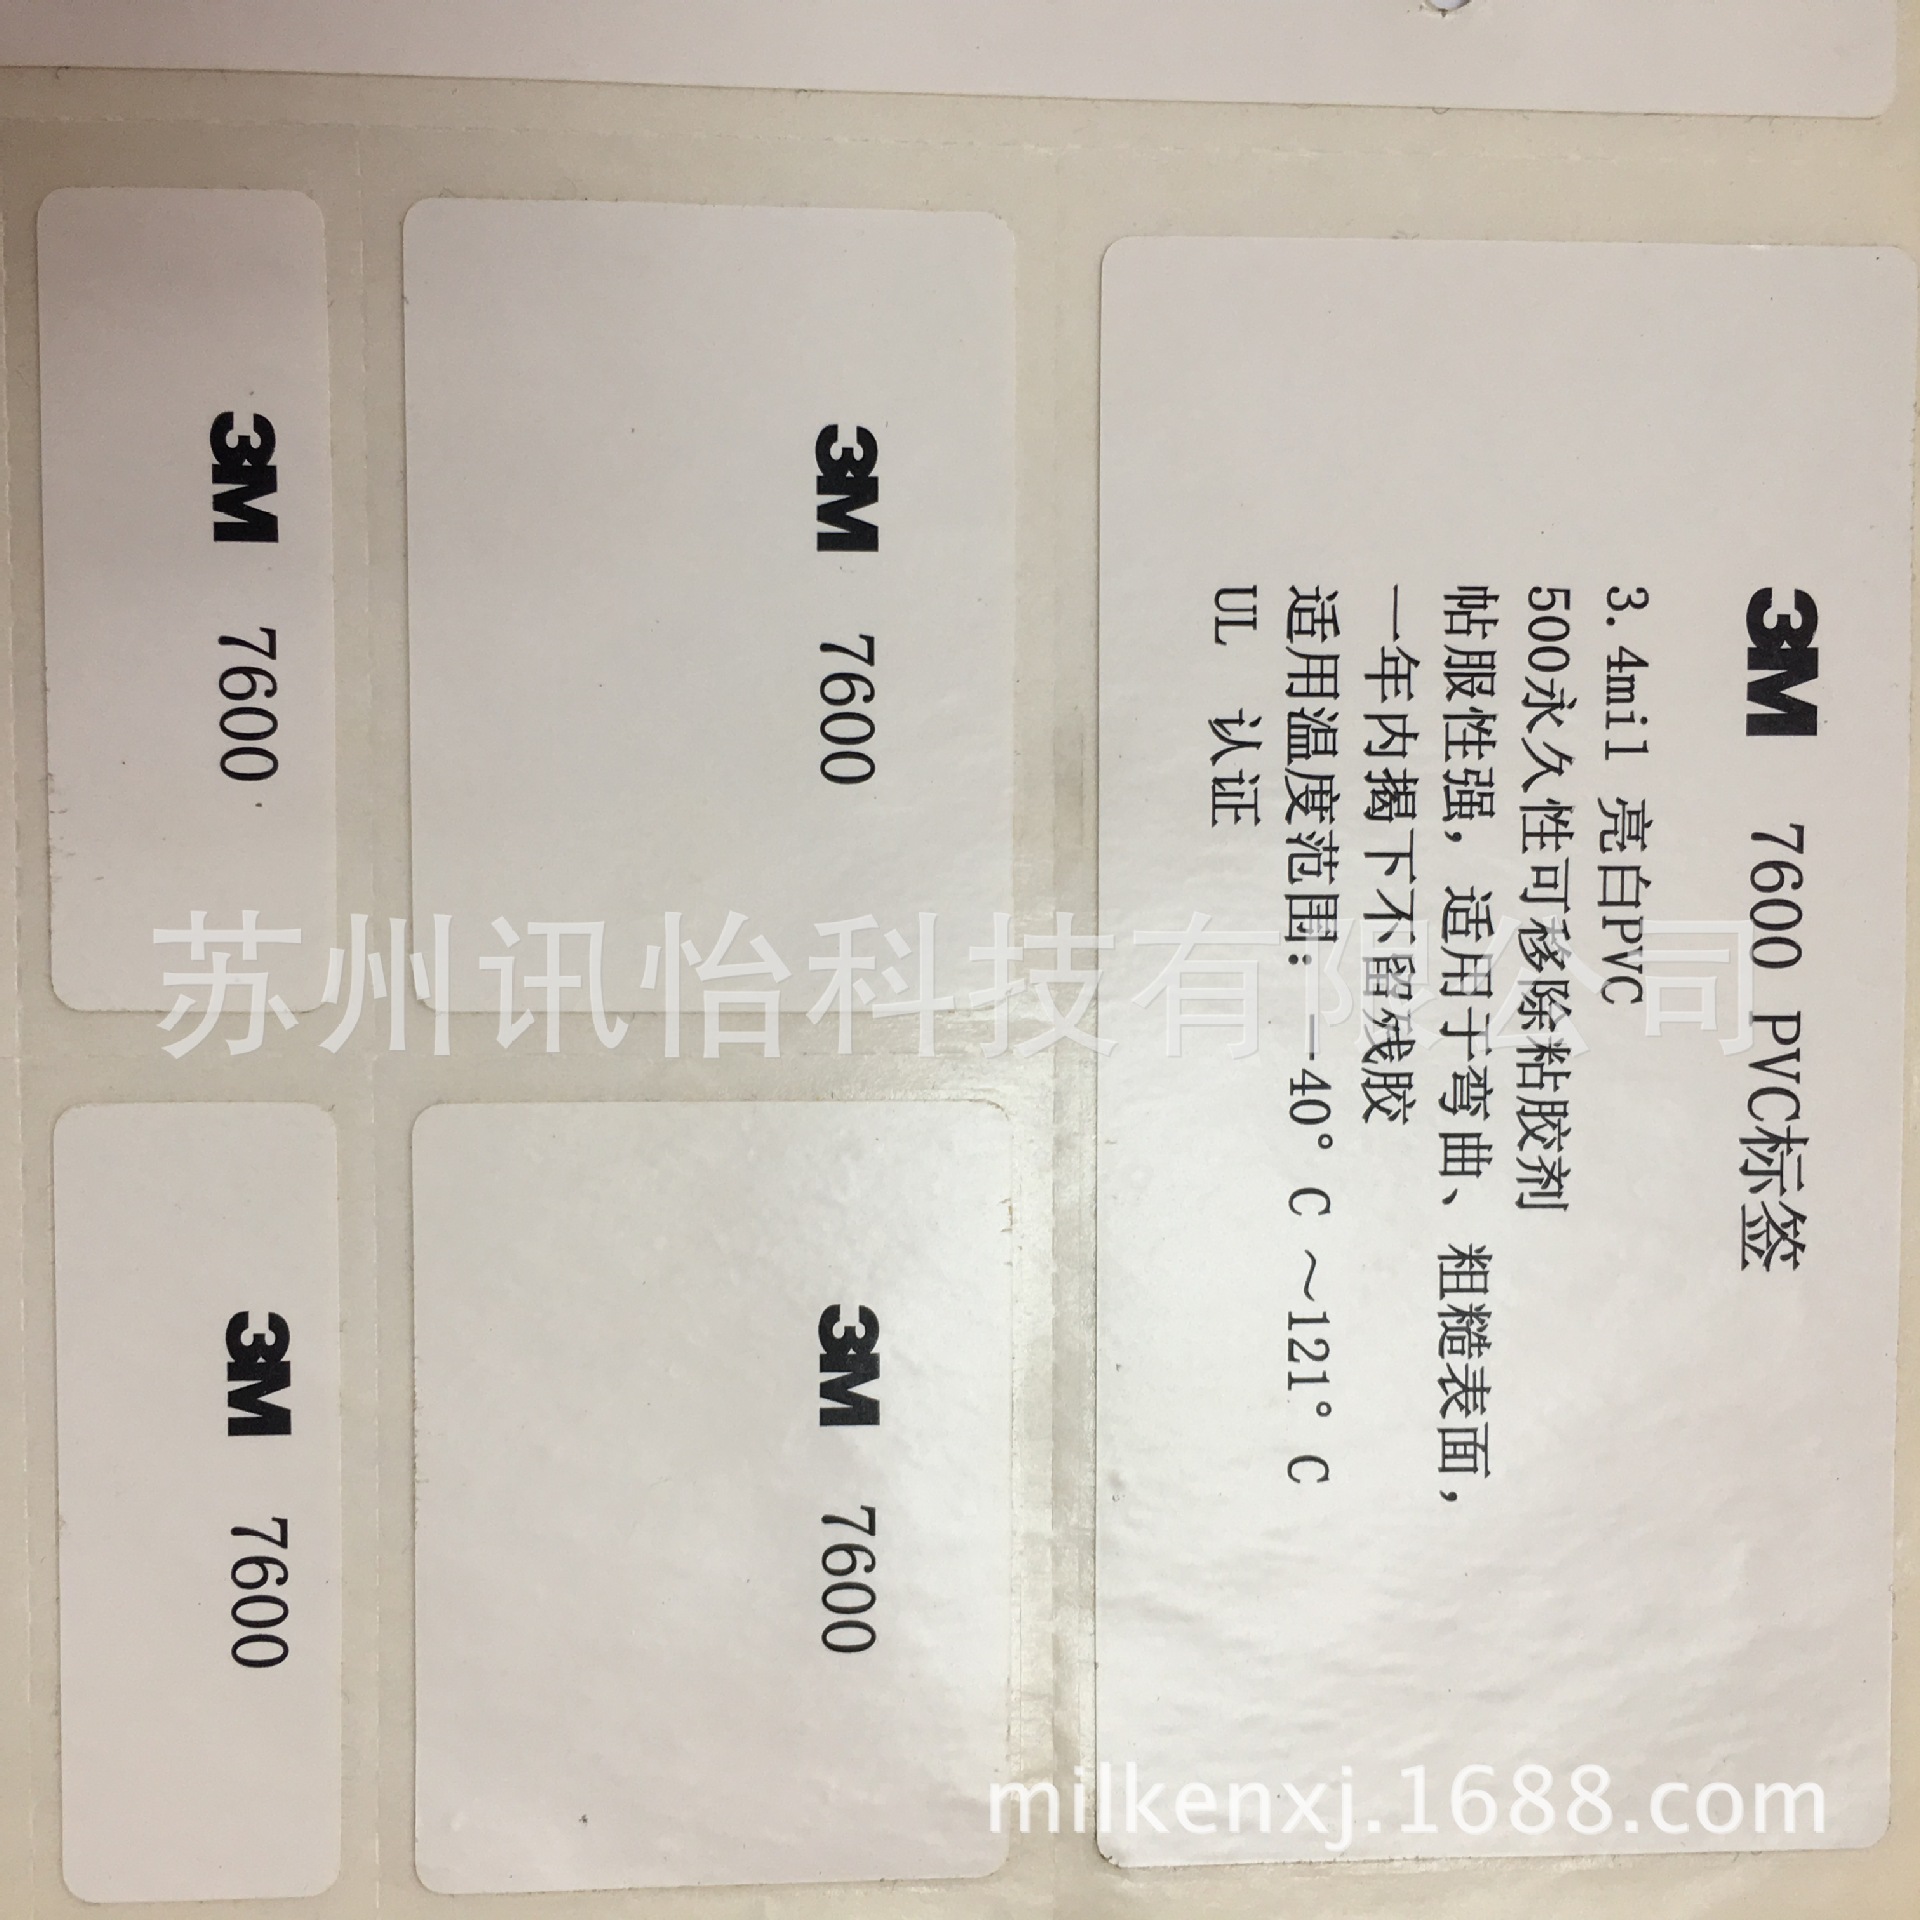 3M 7600 PVC标签
3.4mil 亮白PVC
500永久性可移除粘胶剂
帖服性强，适用于弯曲、粗糙表面，
一年内揭下不留残胶
适用温度范围：－40°C～121°C
UL 认证
3M 7600
3M 7600
3M 7600
3M 7600
苏州讯怡科技有限公司
milkenxj.1688.com